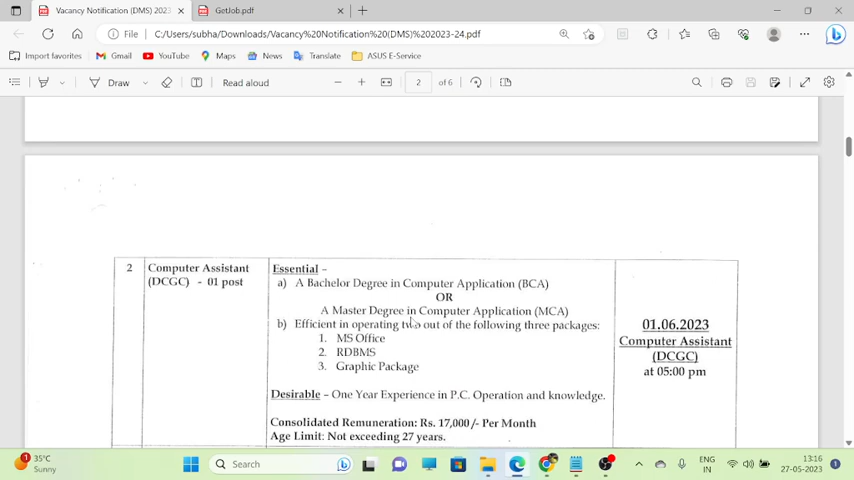 Vacancy Notification (DMS) 2023
GetJob.pdf
File
C:/Users/subha/Downloads/Vacancy%20Notification%20(DMS)%202023-24.pdf
Import favorites
Gmail
YouTube
Maps
News
Translate
ASUS E-Service
Draw
Read aloud
2
of 6
2
Computer Assistant
(DCGC) - 01 post
Essential –
a) A Bachelor Degree in Computer Application (BCA)
OR
A Master Degree in Computer Application (MCA)
b) Efficient in operating two out of the following three packages:
1. MS Office
2. RDBMS
3. Graphic Package
Desirable – One Year Experience in P.C. Operation and knowledge.
Consolidated Remuneration: Rs. 17,000/- Per Month
Age Limit: Not exceeding 27 years.
01.06.2023
Computer Assistant
(DCGC)
at 05:00 pm
1
35°C
Sunny
Search
ENG
IN
13:16
27-05-2023
1